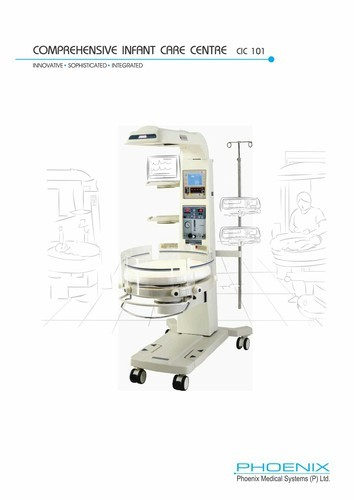 COMPREHENSIVE INFANT CARE CENTRE CIC 101
INNOVATIVE • SOPHISTICATED • INTEGRATED
PHOENIX
Phoenix Medical Systems (P) Ltd.